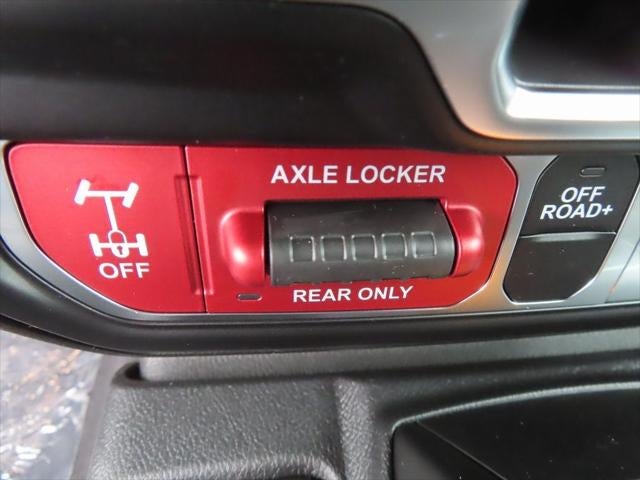 AXLE LOCKER
OFF
REAR ONLY
OFF
ROAD+